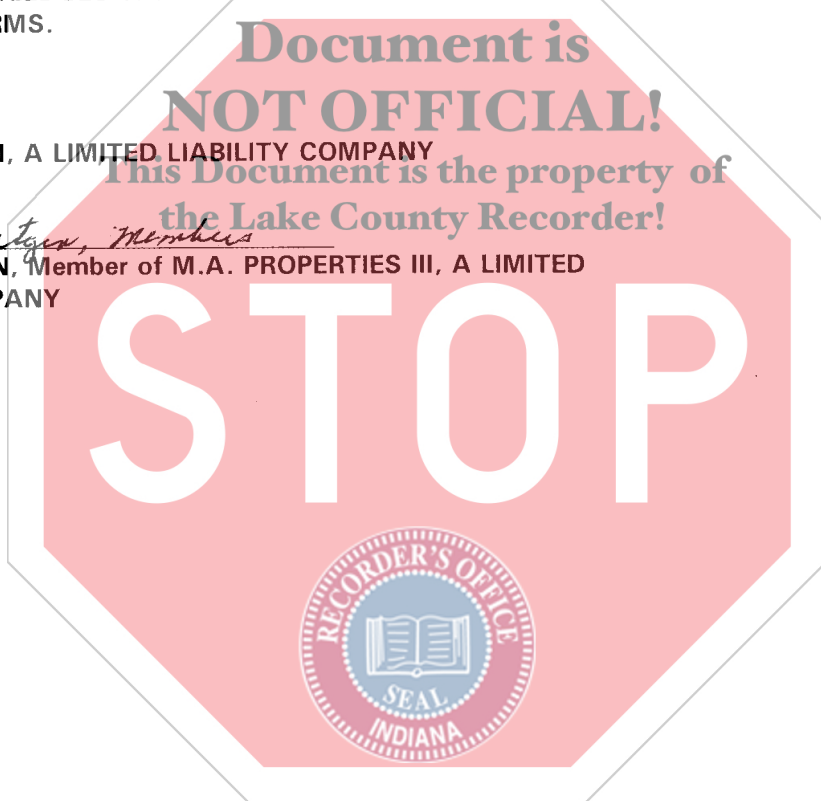 RMS.
Document is
NOT OFFICIAL!
, A LIMITED LIABILITY COMPANY
This Document is the property of
the Lake County Recorder!
Members
N, Member of M.A. PROPERTIES III, A LIMITED
PANY
STOP
RECORDER'S OFFICE
SEAL
INDIANA